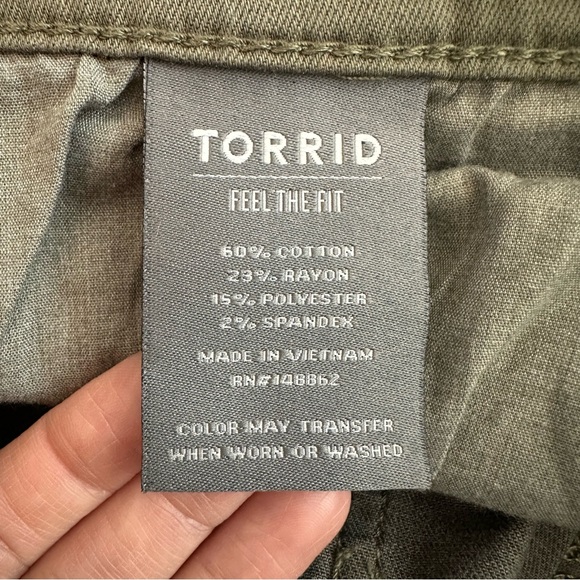 TORRID
FEEL THE FIT
60% COTTON
23% RAYON
15% POLYESTER
2% SPANDEX
MADE IN VIETNAM
RN#148862
COLOR MAY TRANSFER
WHEN WORN OR WASHED